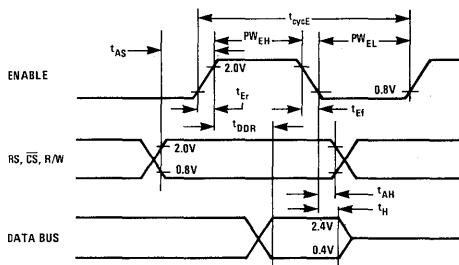 t_cycE
t_AS
PW_EH
PW_EL
ENABLE
2.0V
0.8V
t_Er
t_Ef
t_DDR
RS, C̅S̅, R/W
2.0V
0.8V
t_AH
t_H
DATA BUS
2.4V
0.4V